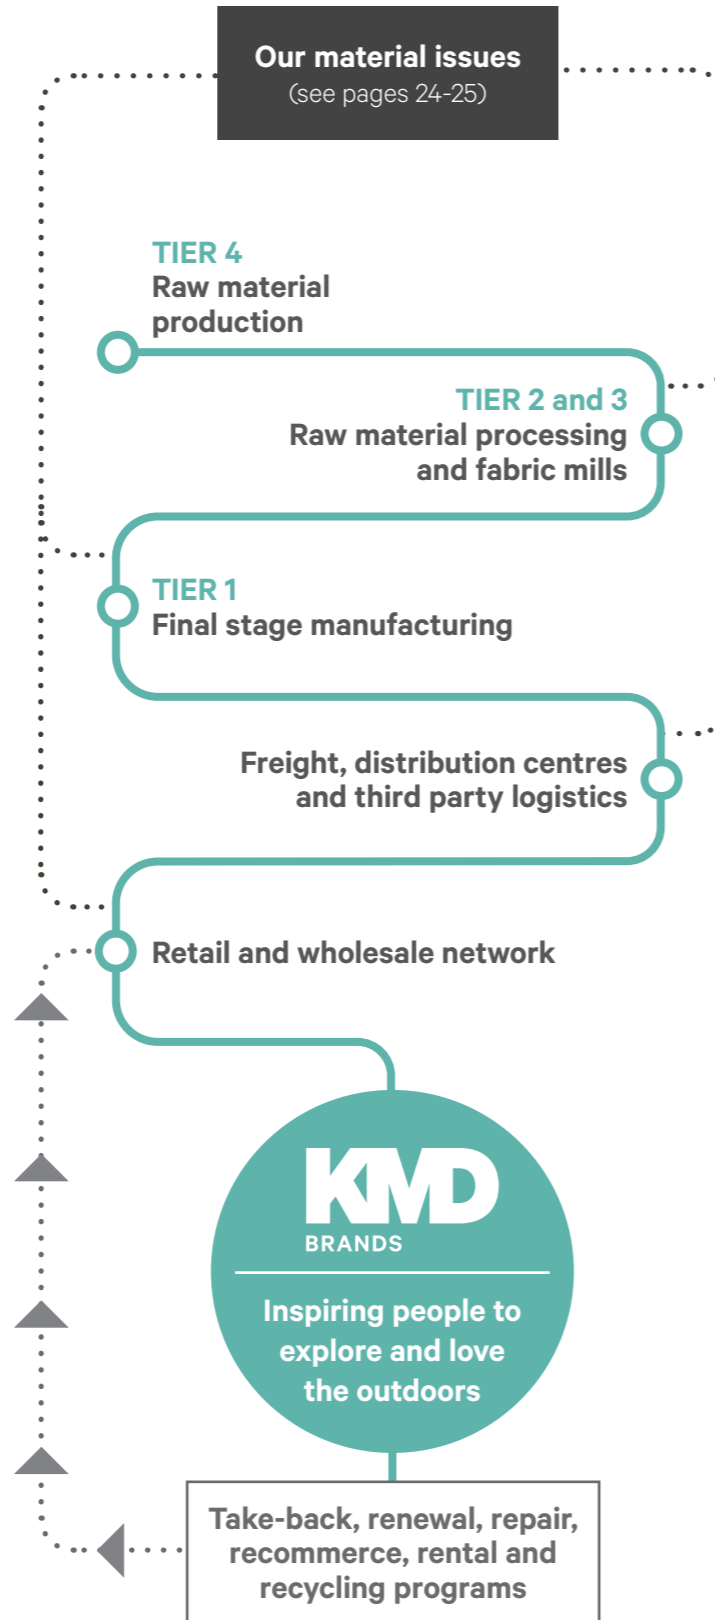 Our material issues
(see pages 24-25)
TIER 4
Raw material
production
TIER 2 and 3
Raw material processing
and fabric mills
TIER 1
Final stage manufacturing
Freight, distribution centres
and third party logistics
Retail and wholesale network
KMD
BRANDS
Inspiring people to
explore and love
the outdoors
Take-back, renewal, repair,
recommerce, rental and
recycling programs